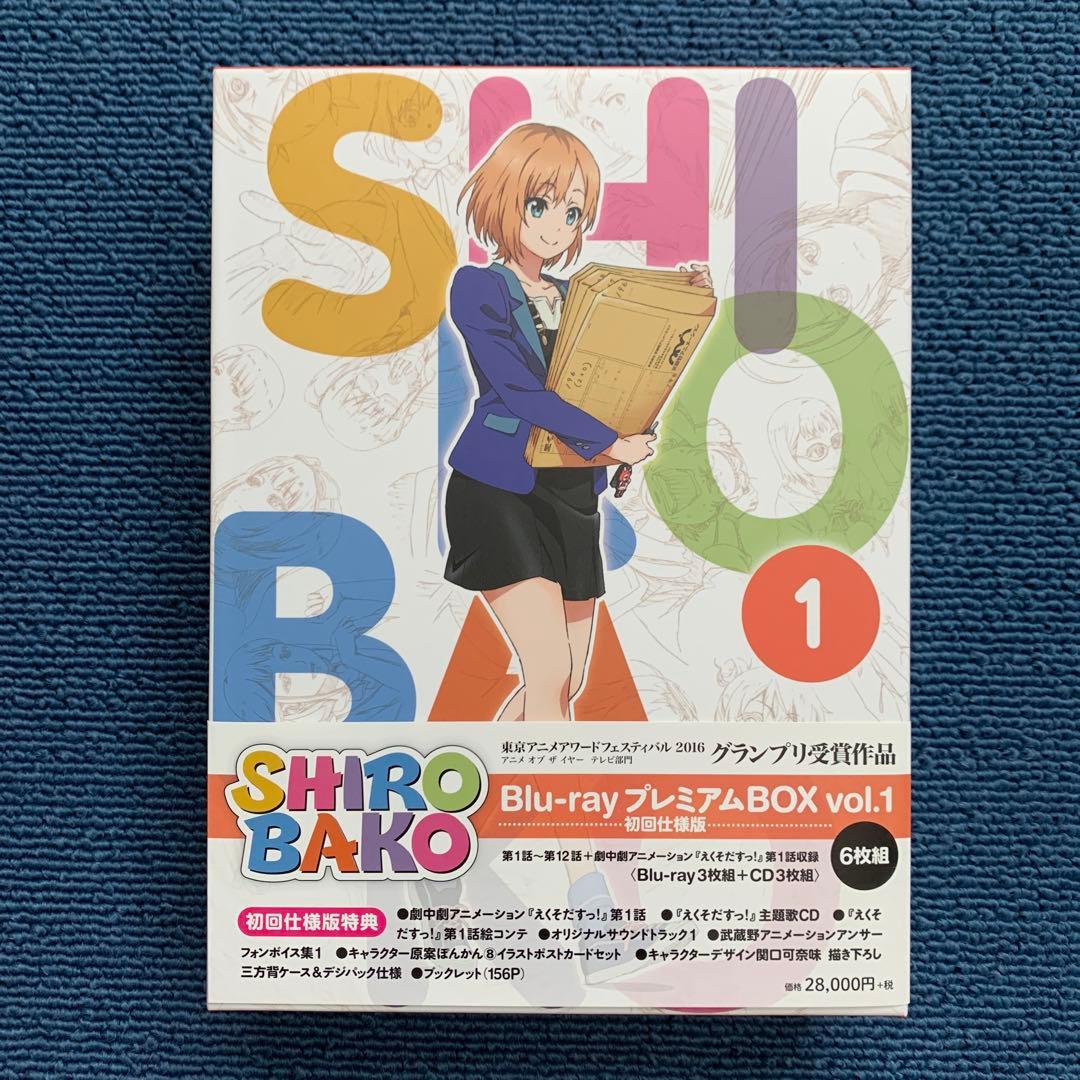 SHI
RO
BA
1
SHIRO
BAKO
東京アニメアワードフェスティバル 2016 グランプリ受賞作品
アニメ オブ ザ イヤー テレビ部門
Blu-ray プレミアムBOX vol.1
初回仕様版
第1話～第12話＋劇中劇アニメーション『えくそだすっ!』第1話収録
〈Blu-ray3枚組＋CD3枚組〉
6枚組
初回仕様版特典
●劇中劇アニメーション『えくそだすっ!』第1話 ●『えくそだすっ!』主題歌CD ●『えくそ
だすっ!』第1話絵コンテ ●オリジナルサウンドトラック1 ●武蔵野アニメーションアンサー
フォンボイス集1 ●キャラクター原案ぽんかん⑧イラストポストカードセット ●キャラクターデザイン関口可奈味 描き下ろし
三方背ケース＆デジパック仕様 ●ブックレット(156P)
価格 28,000円＋税